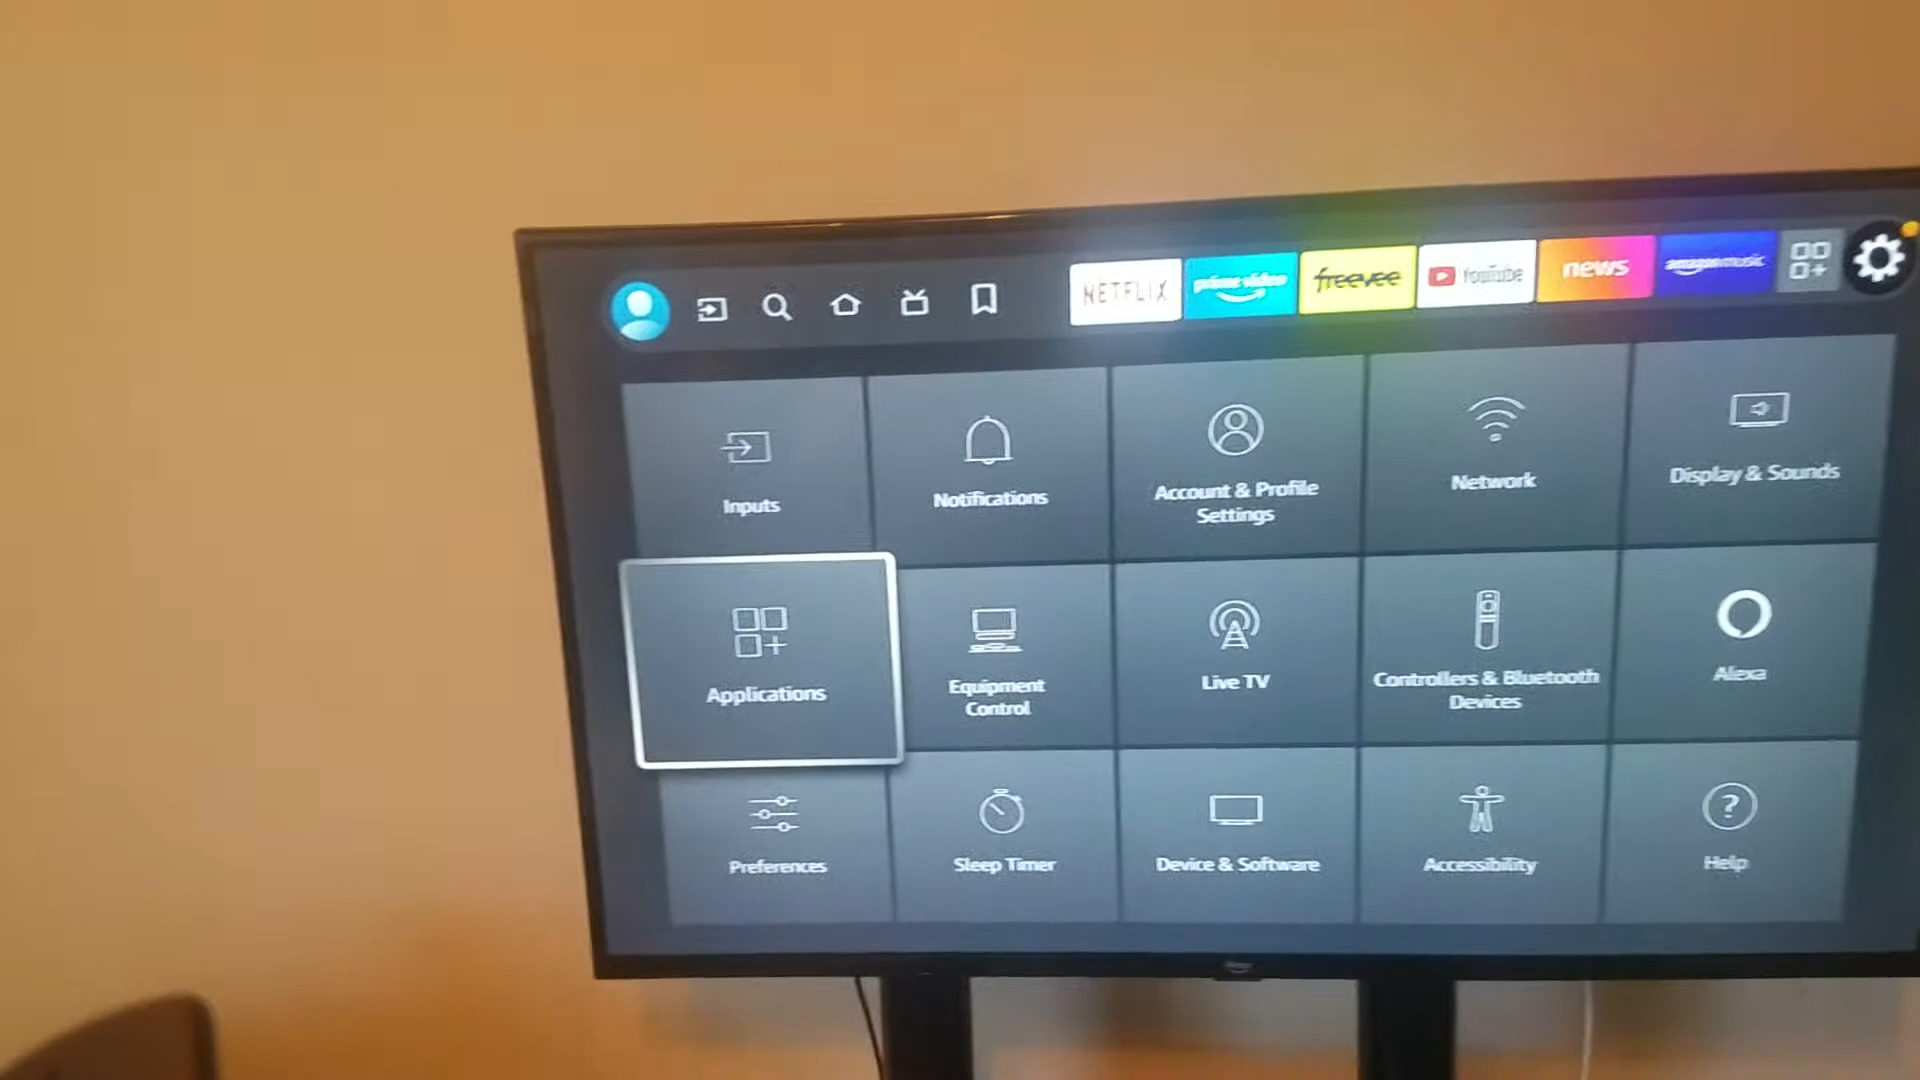 NETFLIX
prime video
freevee
YouTube
news
amazon music
Inputs
Notifications
Account & Profile
Settings
Network
Display & Sounds
Applications
Equipment
Control
Live TV
Controllers & Bluetooth
Devices
Alexa
Preferences
Sleep Timer
Device & Software
Accessibility
?
Help